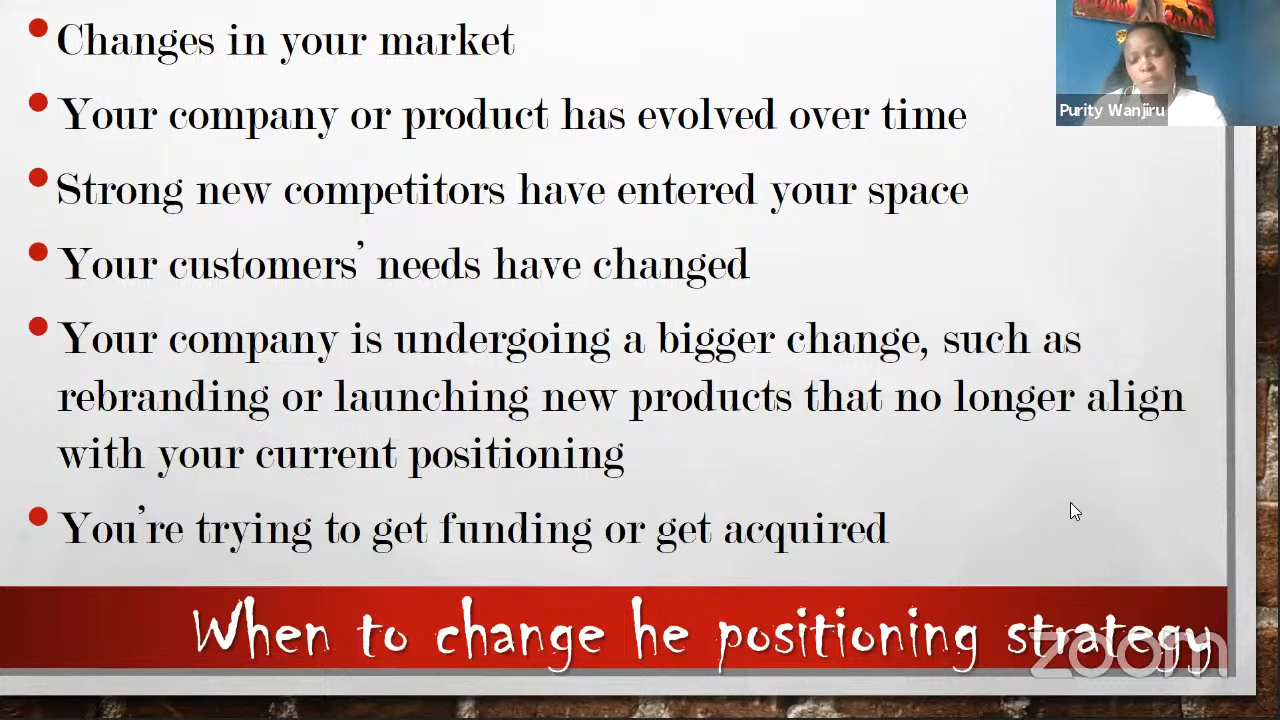 Changes in your market
Your company or product has evolved over time
Strong new competitors have entered your space
Your customers’ needs have changed
Your company is undergoing a bigger change, such as
rebranding or launching new products that no longer align
with your current positioning
You’re trying to get funding or get acquired
When to change he positioning strategy
Purity Wanjiru
zoom